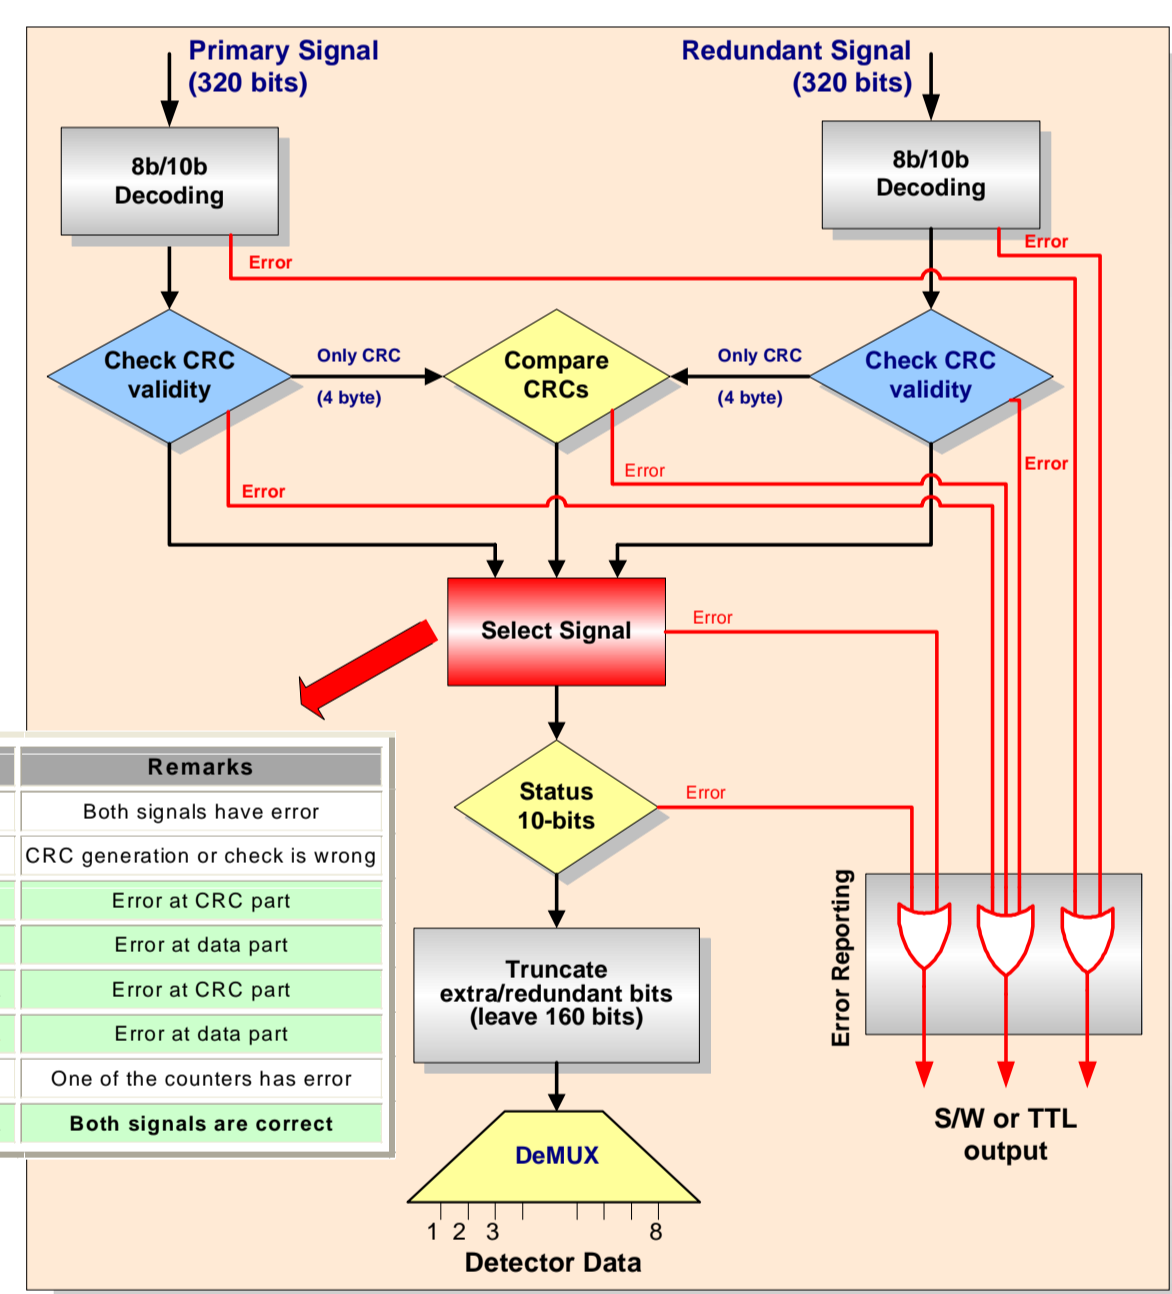 Primary Signal
(320 bits)
Redundant Signal
(320 bits)
8b/10b
Decoding
8b/10b
Decoding
Error
Error
Check CRC
validity
Only CRC
(4 byte)
Compare
CRCs
Only CRC
(4 byte)
Check CRC
validity
Error
Error
Error
Select Signal
Error
Remarks
Both signals have error
CRC generation or check is wrong
Error at CRC part
Error at data part
Error at CRC part
Error at data part
One of the counters has error
Both signals are correct
Status
10-bits
Error
Truncate
extra/redundant bits
(leave 160 bits)
Error Reporting
DeMUX
1 2 3 8
Detector Data
S/W or TTL
output